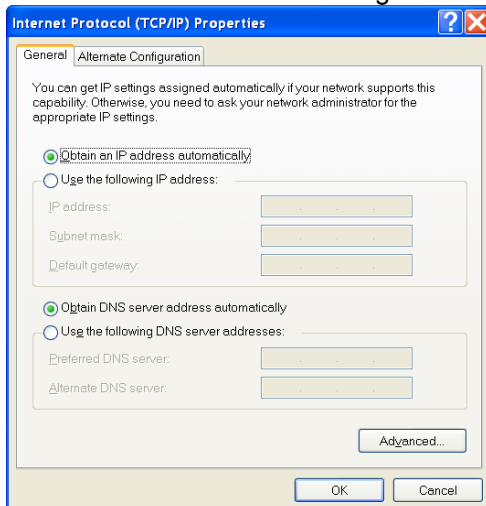 Internet Protocol (TCP/IP) Properties
General
Alternate Configuration
You can get IP settings assigned automatically if your network supports this
capability. Otherwise, you need to ask your network administrator for the
appropriate IP settings.
Obtain an IP address automatically
Use the following IP address:
IP address:
Subnet mask:
Default gateway:
Obtain DNS server address automatically
Use the following DNS server addresses:
Preferred DNS server:
Alternate DNS server:
Advanced...
OK
Cancel